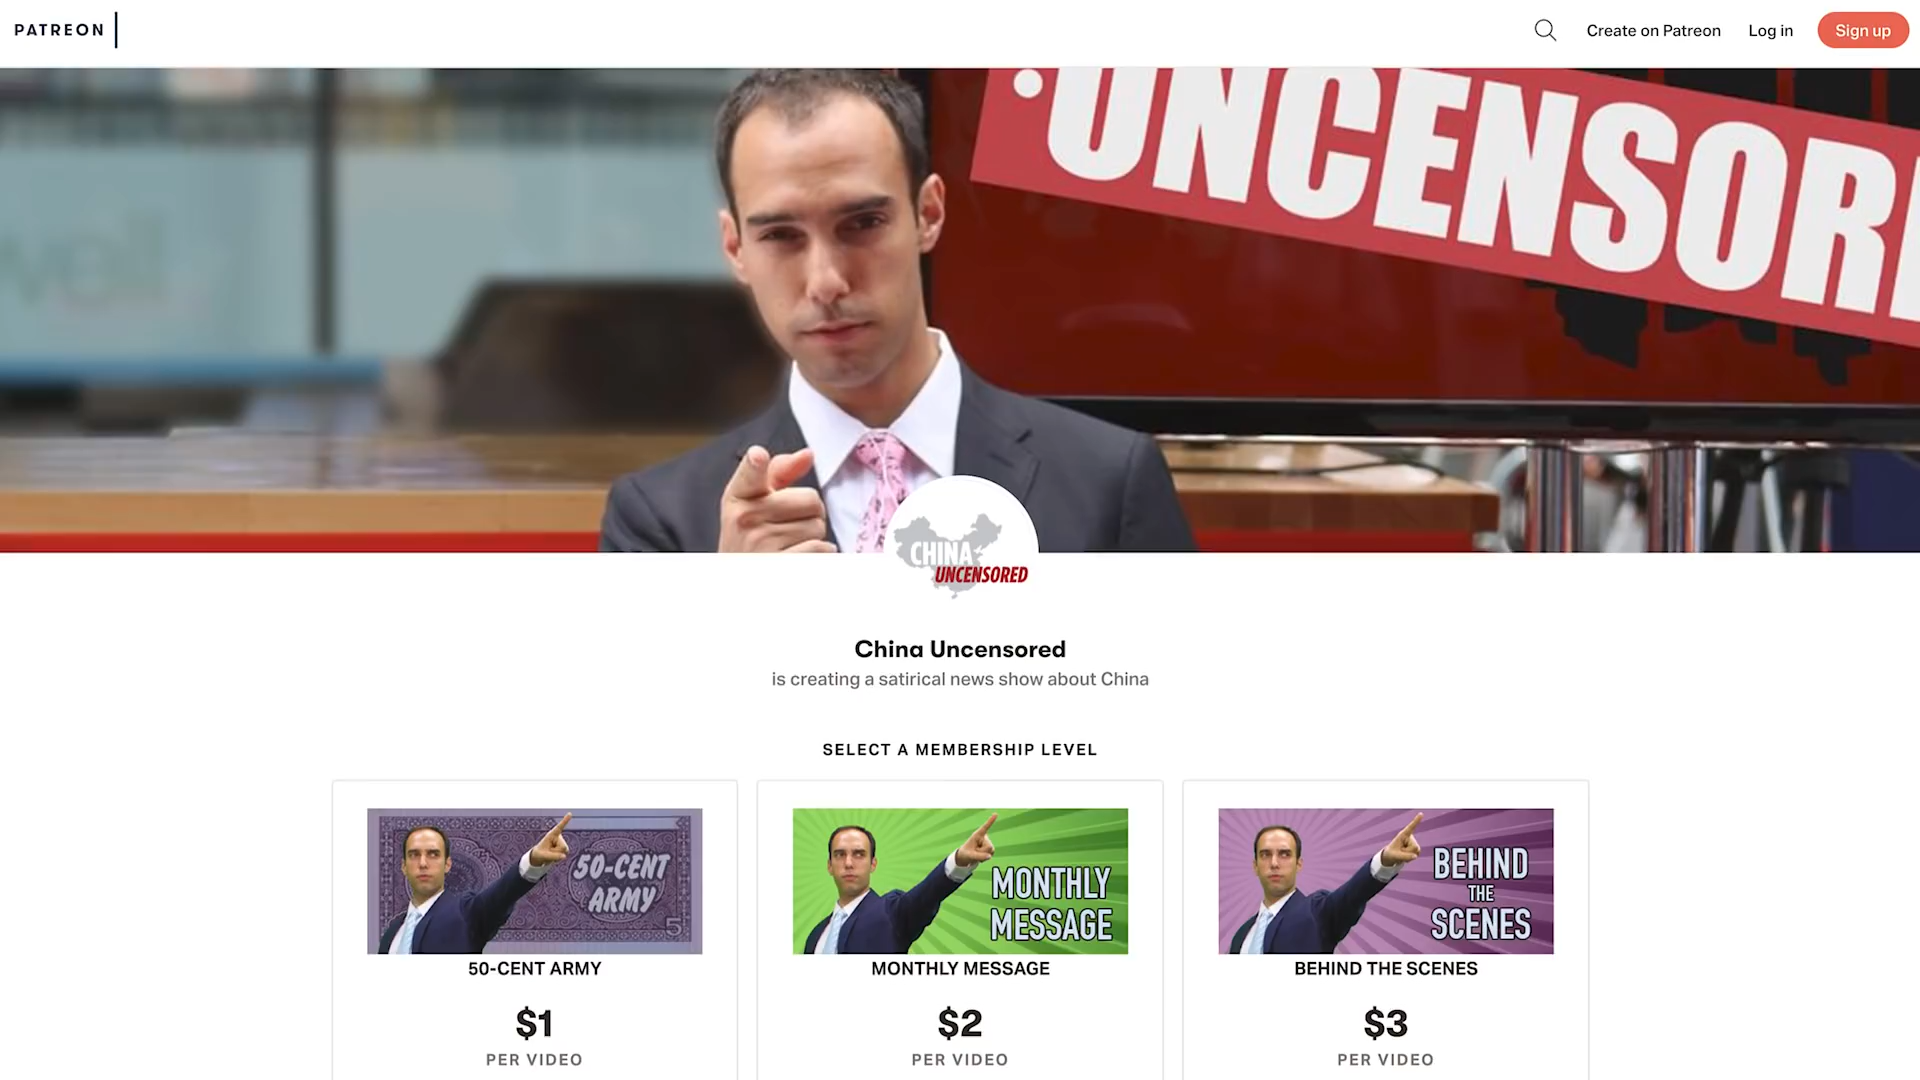 PATREON
Create on Patreon
Log in
Sign up
UNCENSOR
CHINA
UNCENSORED
China Uncensored
is creating a satirical news show about China
SELECT A MEMBERSHIP LEVEL
50-CENT
ARMY
5
MONTHLY
MESSAGE
BEHIND
THE
SCENES
50-CENT ARMY
MONTHLY MESSAGE
BEHIND THE SCENES
$1
$2
$3
PER VIDEO
PER VIDEO
PER VIDEO